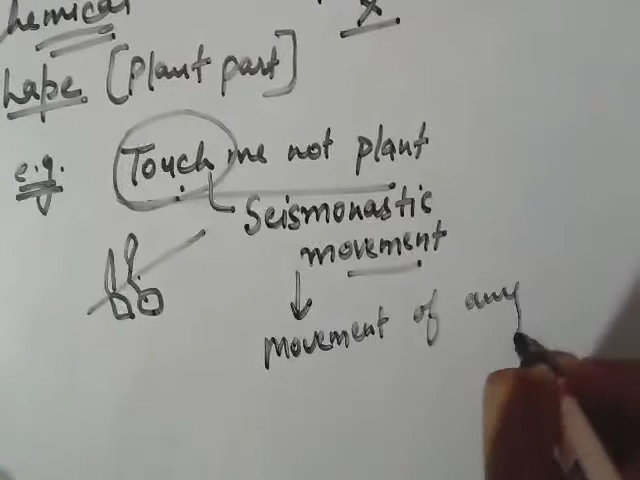 hemical
x
hape [plant part]
e.g. Touch me not plant
Seismonastic
movement
movement of any